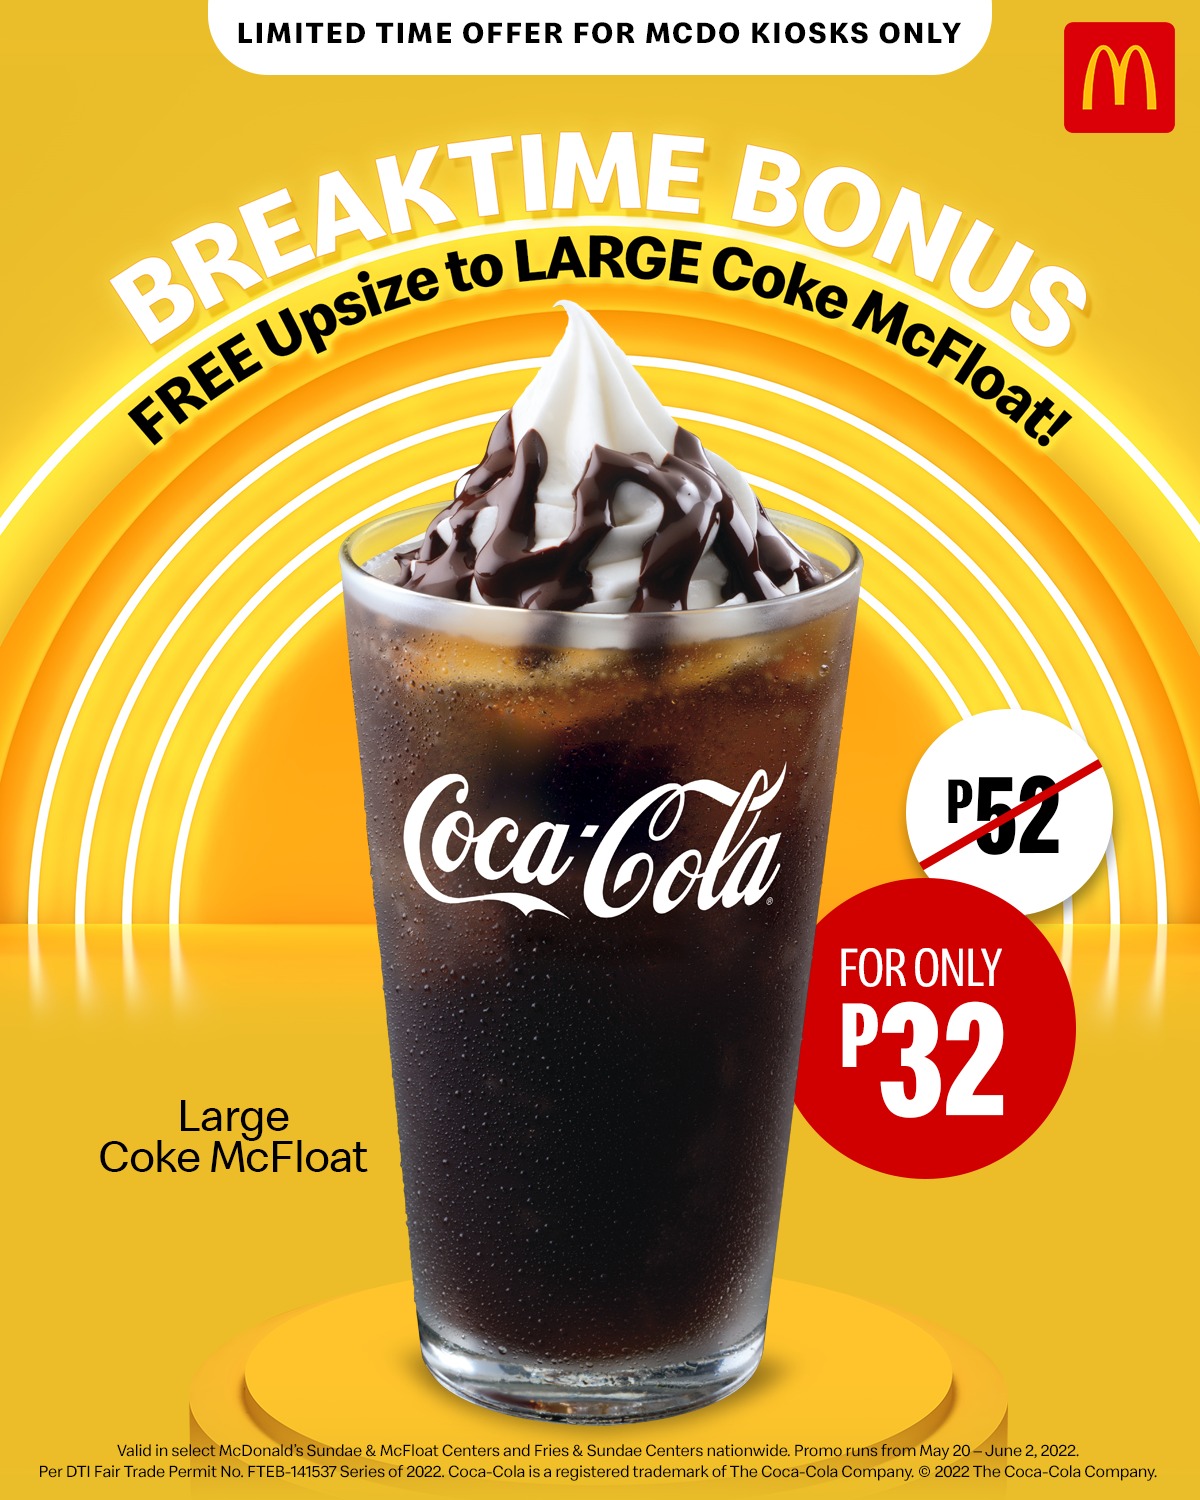 LIMITED TIME OFFER FOR MCDO KIOSKS ONLY
BREAKTIME BONUS
FREE Upsize to LARGE Coke McFloat!
Coca-Cola®
P52
FOR ONLY
P32
Large
Coke McFloat
Valid in select McDonald's Sundae & McFloat Centers and Fries & Sundae Centers nationwide. Promo runs from May 20 – June 2, 2022.
Per DTI Fair Trade Permit No. FTEB-141537 Series of 2022. Coca-Cola is a registered trademark of The Coca-Cola Company. © 2022 The Coca-Cola Company.